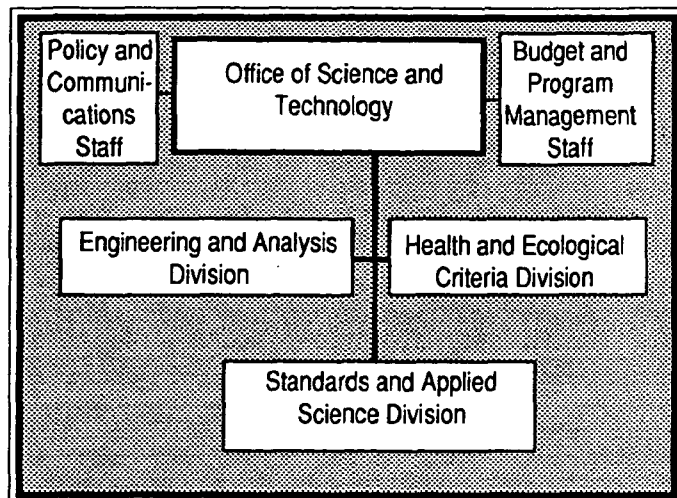 Policy and
Communi-
cations
Staff
Office of Science and
Technology
Budget and
Program
Management
Staff
Engineering and Analysis
Division
Health and Ecological
Criteria Division
Standards and Applied
Science Division